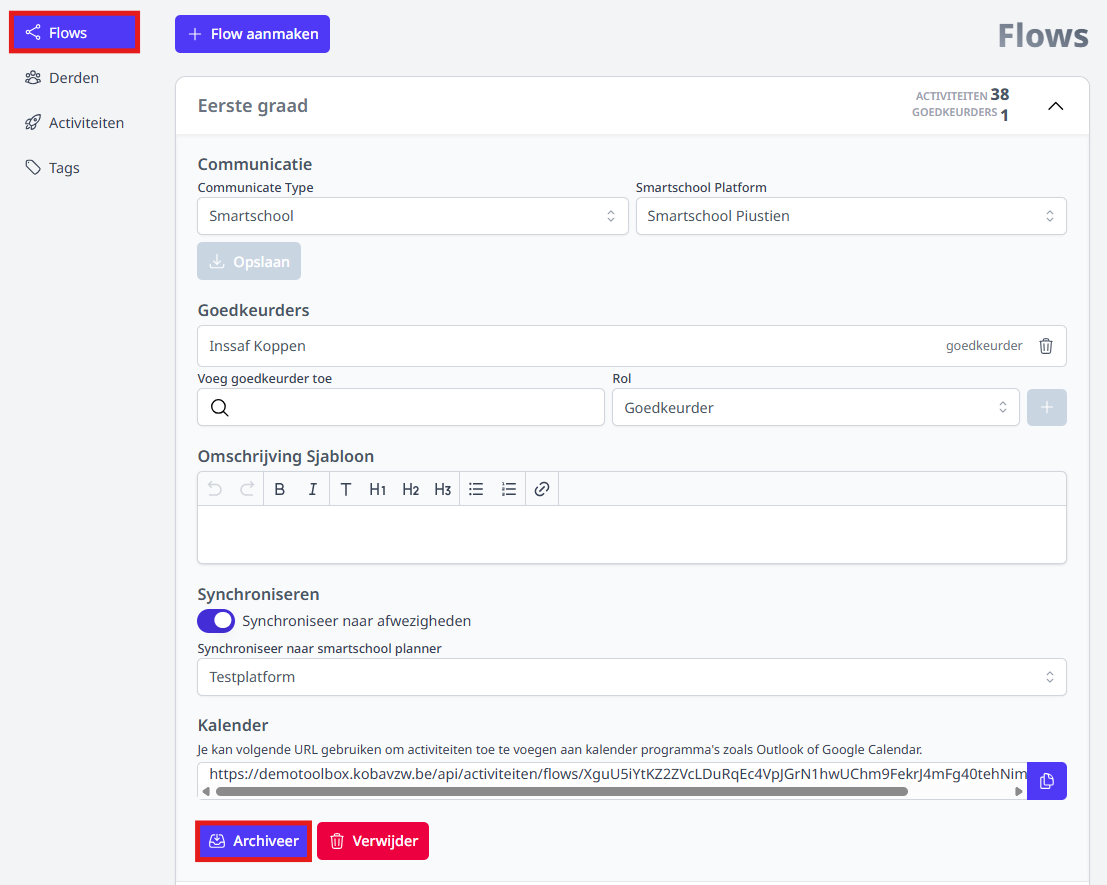 Flows
Derden
Activiteiten
Tags
Flow aanmaken
Flows
Eerste graad
ACTIVITEITEN 38
GOEDKEURDERS 1
Communicatie
Communicate Type
Smartschool Platform
Smartschool
Smartschool Piustien
Opslaan
Goedkeurders
Inssaf Koppen
goedkeurder
Voeg goedkeurder toe
Rol
Goedkeurder
Omschrijving Sjabloon
B I T H1 H2 H3
Synchroniseren
Synchroniseer naar afwezigheden
Synchroniseer naar smartschool planner
Testplatform
Kalender
Je kan volgende URL gebruiken om activiteiten toe te voegen aan kalender programma's zoals Outlook of Google Calendar.
https://demotoolbox.kobavzw.be/api/activiteiten/flows/XguU5iYtKZ2ZVcLDuRqEc4VpJGrN1hwUChm9FekrJ4mFg40tehNim
Archiveer
Verwijder